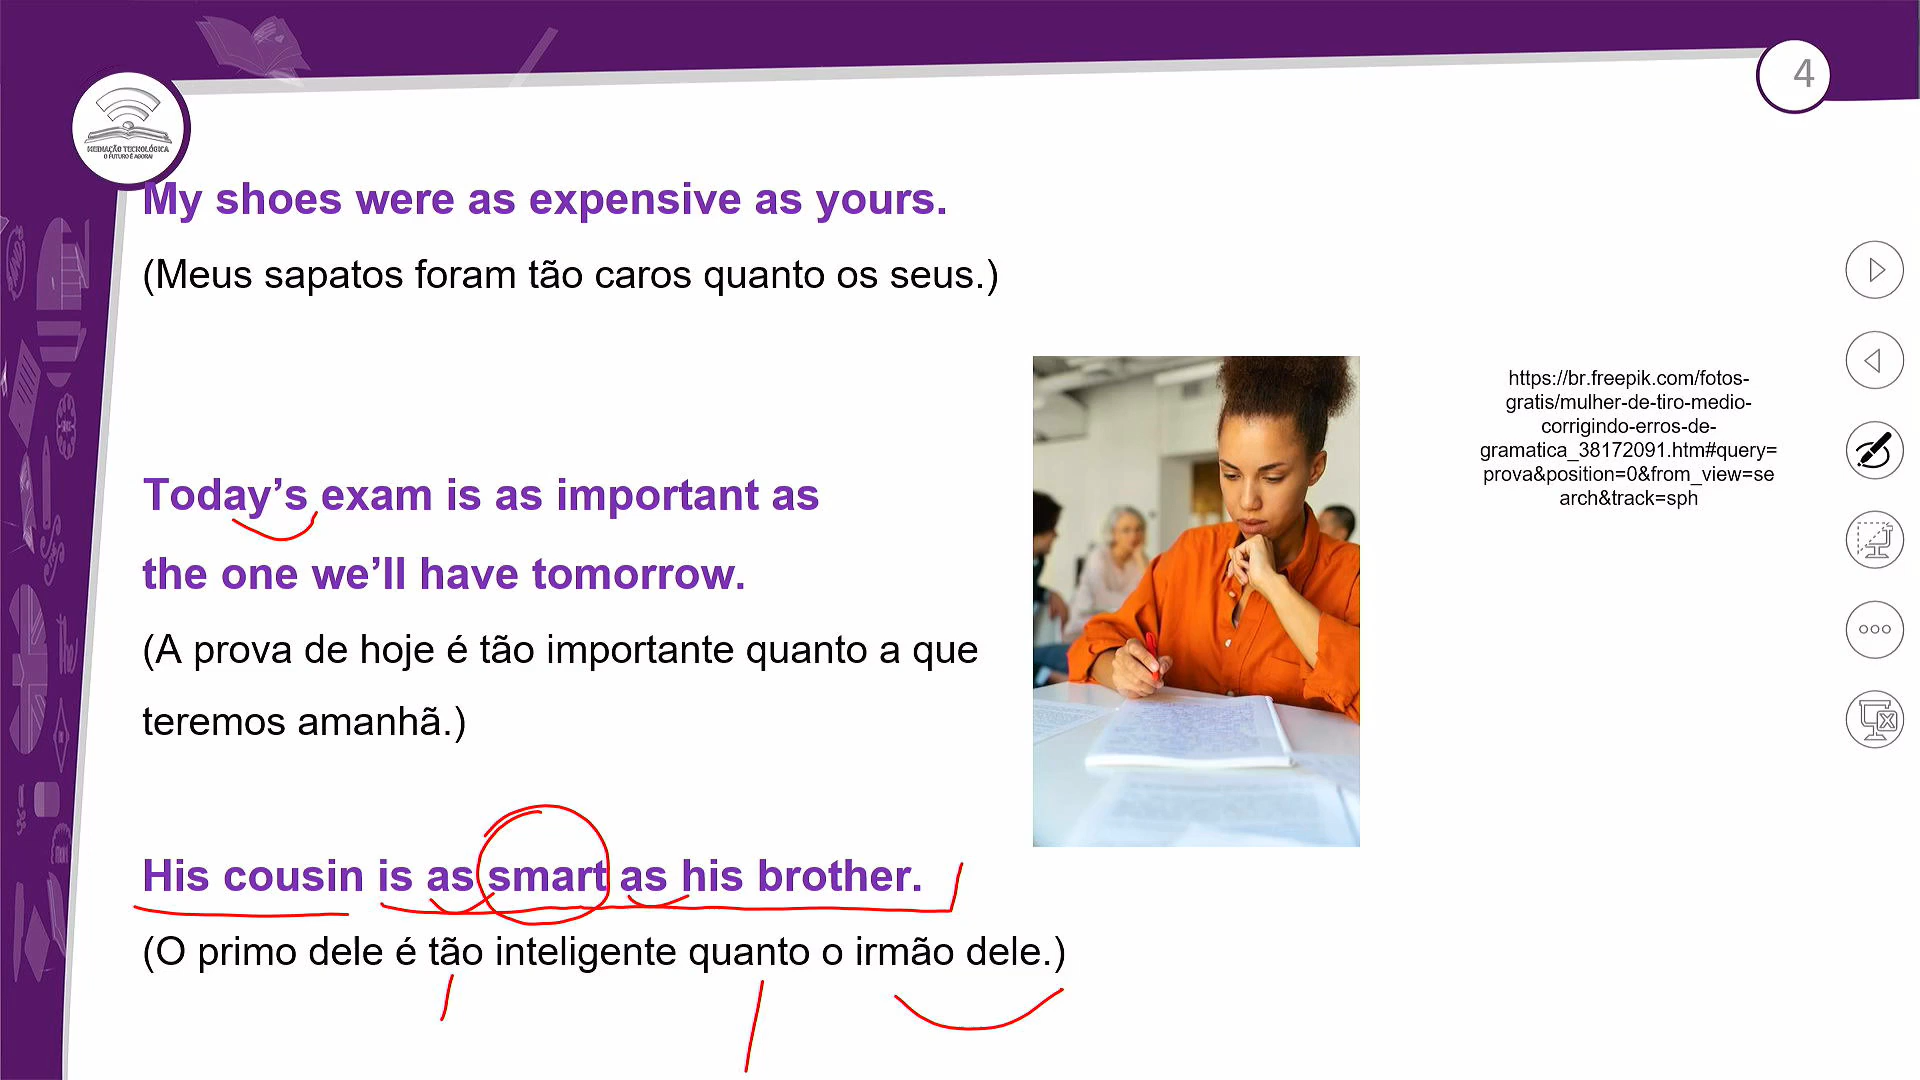 4
MEDIAÇÃO TECNOLÓGICA
O FUTURO É AGORA!
My shoes were as expensive as yours.
(Meus sapatos foram tão caros quanto os seus.)
https://br.freepik.com/fotos-
gratis/mulher-de-tiro-medio-
corrigindo-erros-de-
gramatica_38172091.htm#query=
prova&position=0&from_view=se
arch&track=sph
Today’s exam is as important as
the one we’ll have tomorrow.
(A prova de hoje é tão importante quanto a que
teremos amanhã.)
His cousin is as smart as his brother.
(O primo dele é tão inteligente quanto o irmão dele.)